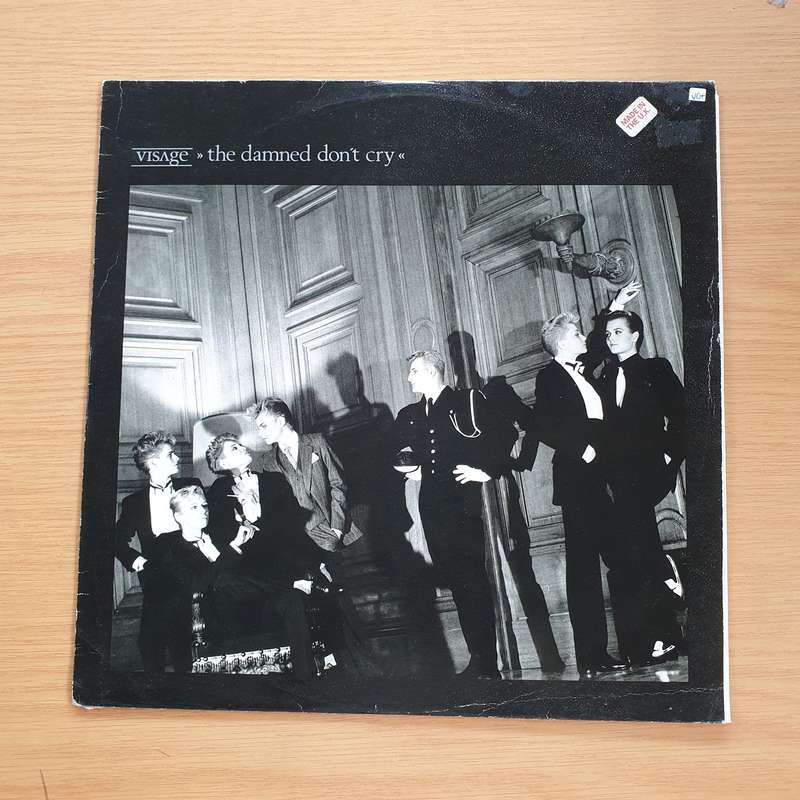 VISAGE » the damned don't cry «
MADE IN
THE U.K.